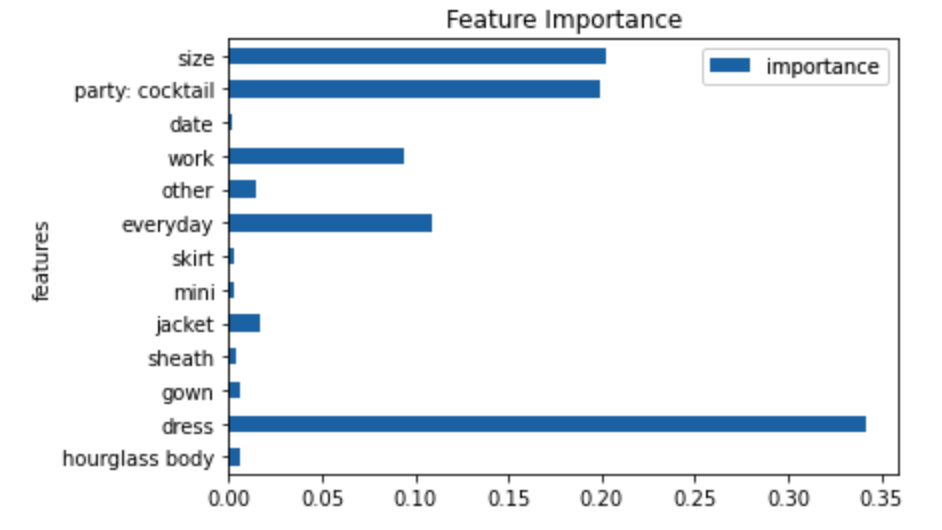 Feature Importance
importance
size
party: cocktail
date
work
other
everyday
skirt
mini
jacket
sheath
gown
dress
hourglass body
features
0.00 0.05 0.10 0.15 0.20 0.25 0.30 0.35